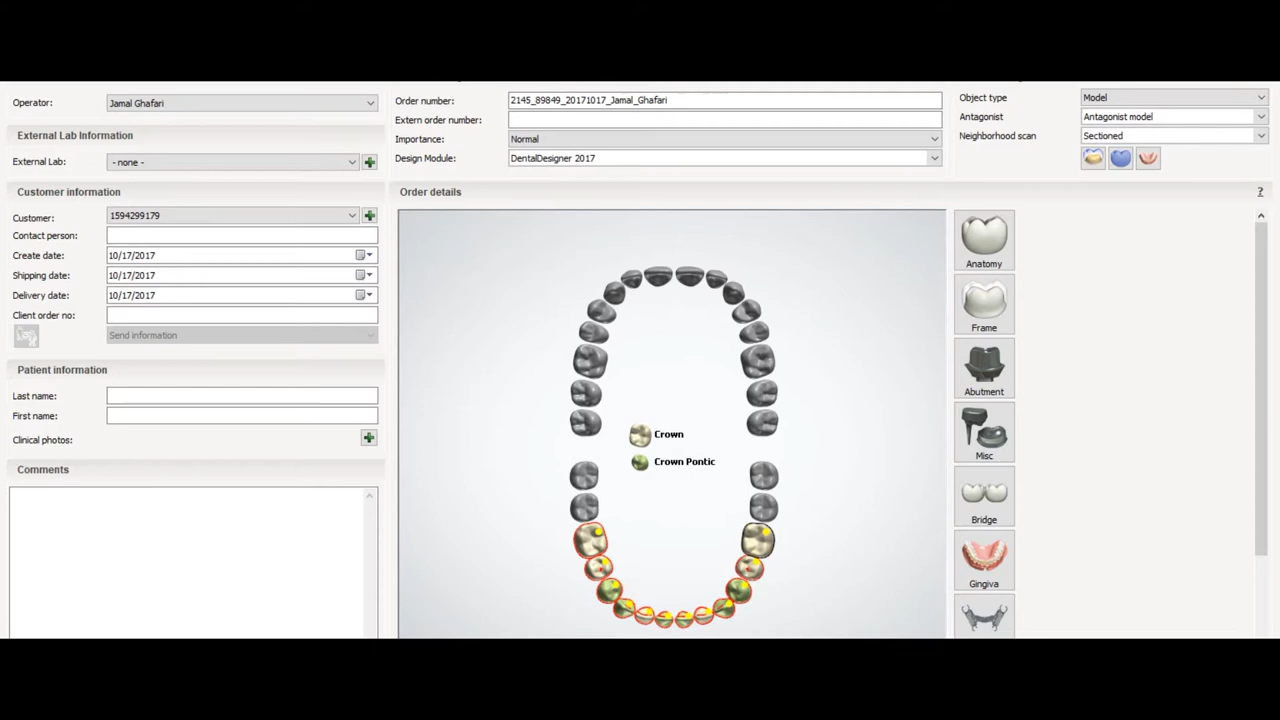 Operator: Jamal Ghafari
External Lab Information
External Lab: - none -
Customer information
Customer: 1594299179
Contact person:
Create date: 10/17/2017
Shipping date: 10/17/2017
Delivery date: 10/17/2017
Client order no:
Send information
Patient information
Last name:
First name:
Clinical photos:
Comments
Order number: 2145_89849_20171017_Jamal_Ghafari
Extern order number:
Importance: Normal
Design Module: DentalDesigner 2017
Object type Model
Antagonist Antagonist model
Neighborhood scan Sectioned
Order details ?
Crown
Crown Pontic
Anatomy
Frame
Abutment
Misc
Bridge
Gingiva